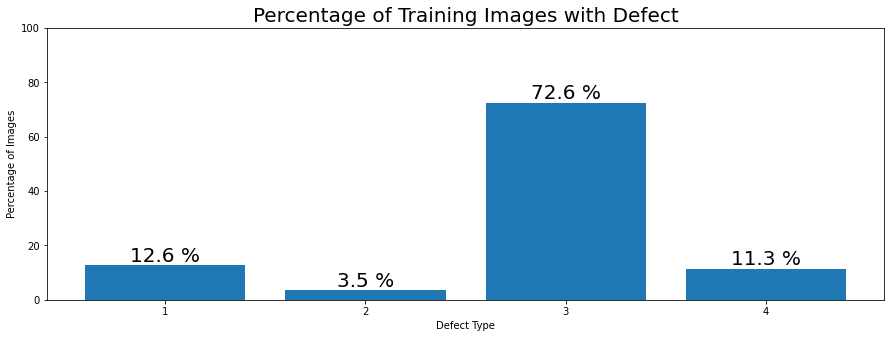 Percentage of Training Images with Defect
100
80
60
40
20
0
Percentage of Images
12.6 %
3.5 %
72.6 %
11.3 %
1 2 3 4
Defect Type